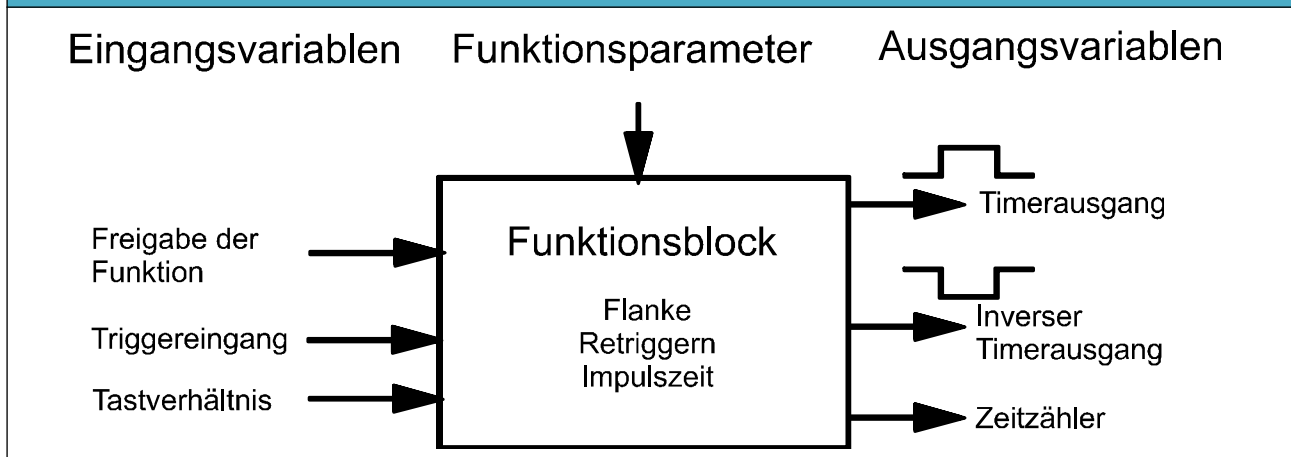 Eingangsvariablen
Funktionsparameter
Ausgangsvariablen
Freigabe der
Funktion
Triggereingang
Tastverhältnis
Funktionsblock
Flanke
Retriggern
Impulszeit
Timerausgang
Inverser
Timerausgang
Zeitzähler